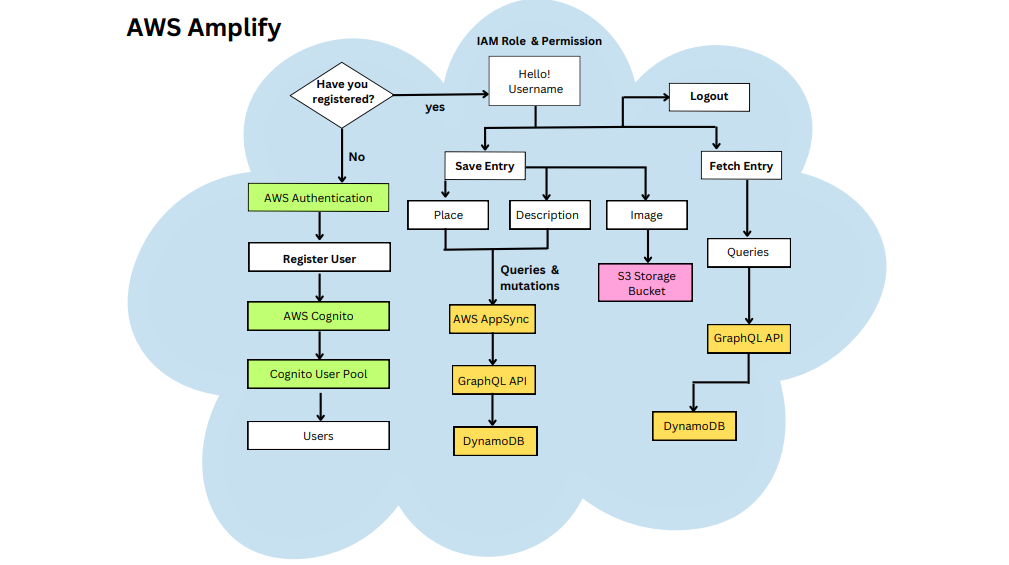 AWS Amplify
IAM Role & Permission
Have you
registered?
yes
Hello!
Username
Logout
No
Save Entry
Fetch Entry
AWS Authentication
Place
Description
Image
Register User
Queries &
mutations
Queries
S3 Storage
Bucket
AWS Cognito
AWS AppSync
GraphQL API
Cognito User Pool
GraphQL API
DynamoDB
Users
DynamoDB